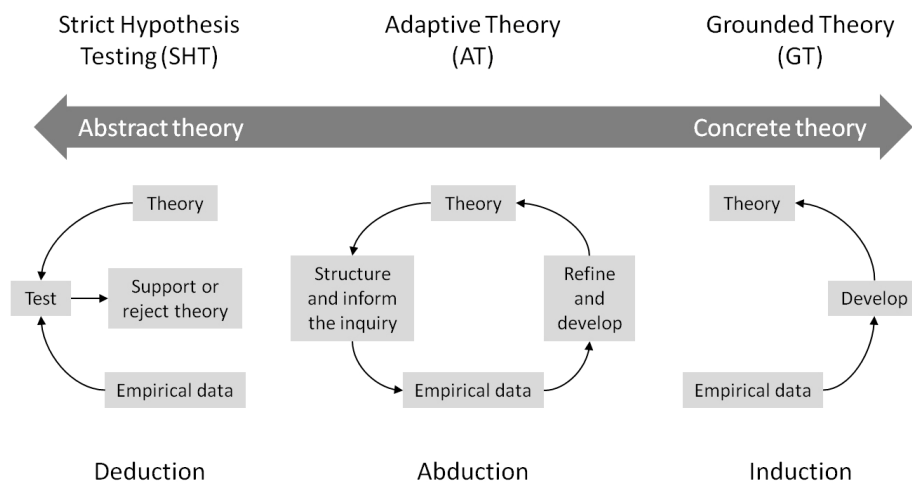 Strict Hypothesis
Testing (SHT)
Adaptive Theory
(AT)
Grounded Theory
(GT)
Abstract theory
Concrete theory
Theory
Test
Support or
reject theory
Empirical data
Theory
Structure
and inform
the inquiry
Refine
and
develop
Empirical data
Theory
Develop
Empirical data
Deduction
Abduction
Induction